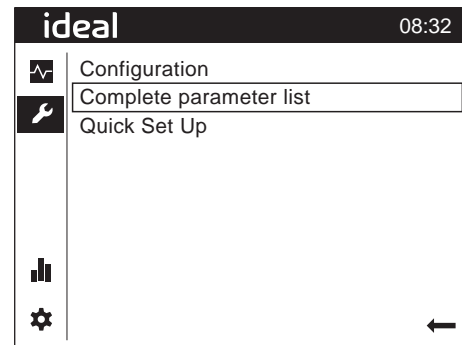 ideal 08:32
Configuration
Complete parameter list
Quick Set Up